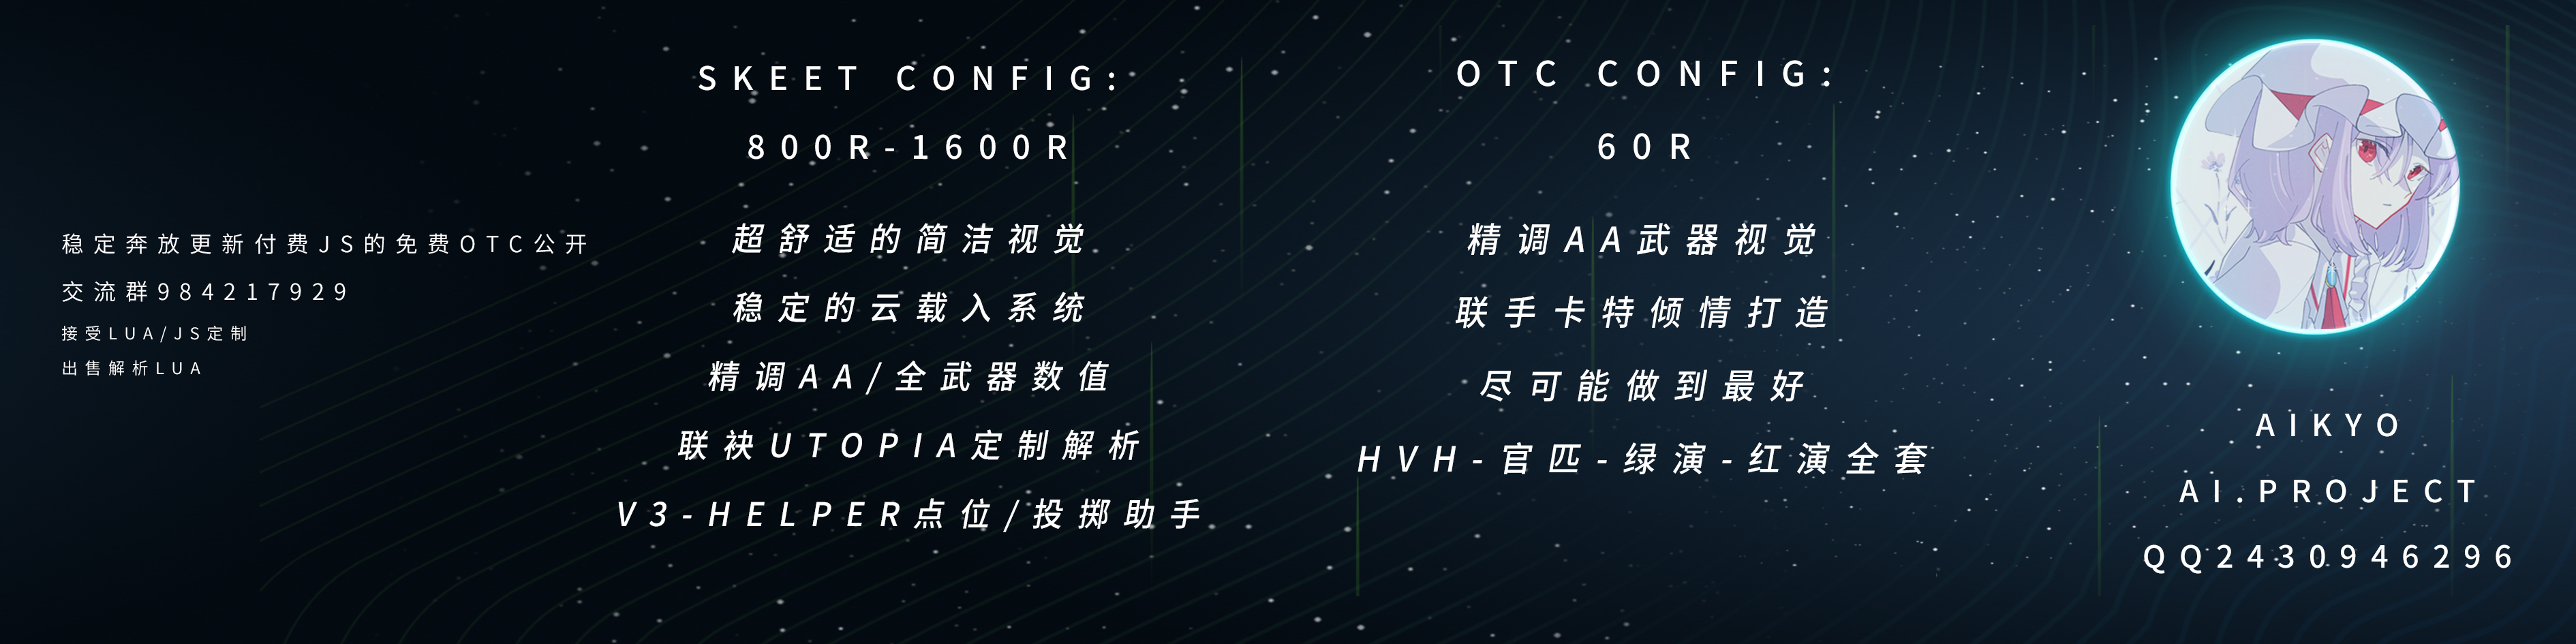 稳定奔放更新付费JS的免费OTC公开
交流群984217929
接受LUA/JS定制
出售解析LUA
SKEET CONFIG:
800R-1600R
超舒适的简洁视觉
稳定的云载入系统
精调AA/全武器数值
联袂UTOPIA定制解析
V3-HELPER点位/投掷助手
OTC CONFIG:
60R
精调AA武器视觉
联手卡特倾情打造
尽可能做到最好
HVH-官匹-绿演-红演全套
AIKYO
AI.PROJECT
QQ2430946296